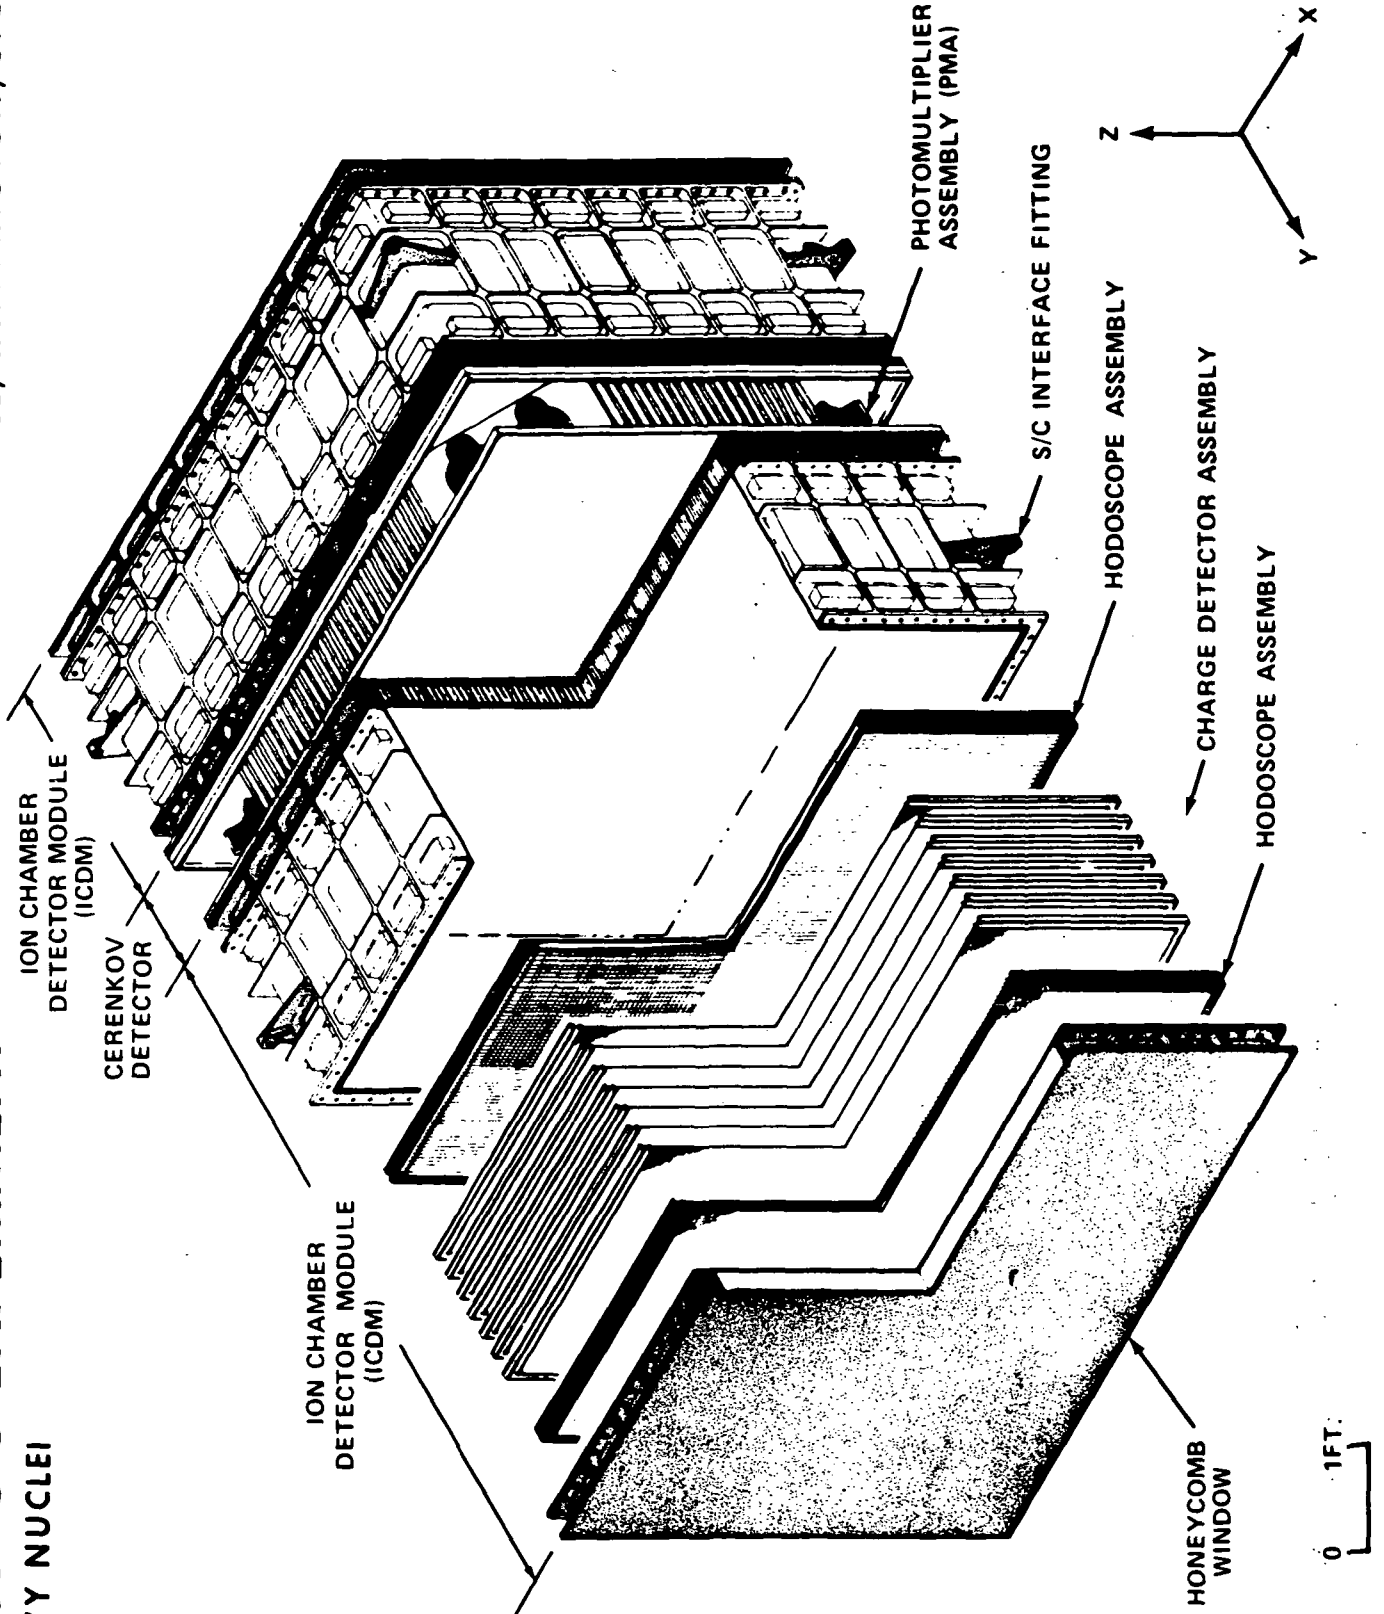 Y NUCLEI
ION CHAMBER
DETECTOR MODULE
(ICDM)
CERENKOV
DETECTOR
ION CHAMBER
DETECTOR MODULE
(ICDM)
PHOTOMULTIPLIER
ASSEMBLY (PMA)
S/C INTERFACE FITTING
HODOSCOPE ASSEMBLY
CHARGE DETECTOR ASSEMBLY
HODOSCOPE ASSEMBLY
HONEYCOMB
WINDOW
0 1FT.
Z
Y
X